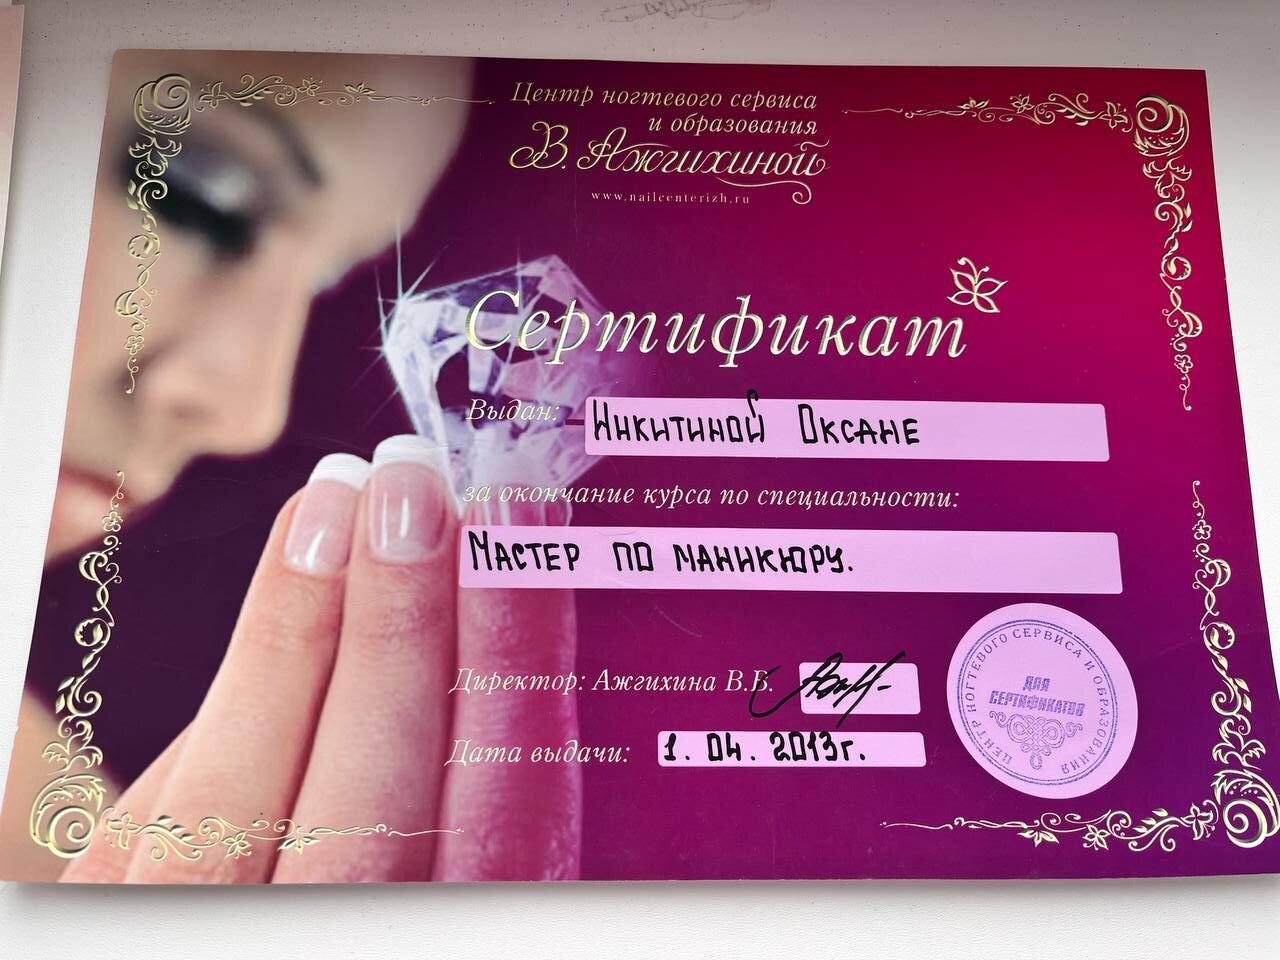 Центр ногтевого сервиса
и образования
В. Ажгихиной
www.nailcenterizh.ru
Сертификат
Выдан: Никитиной Оксане
за окончание курса по специальности:
Мастер по маникюру.
Директор: Ажгихина В.В.
Дата выдачи: 1. 04. 2013г.
ЦЕНТР НОГТЕВОГО СЕРВИСА И ОБРАЗОВАНИЯ
ДЛЯ
СЕРТИФИКАТОВ